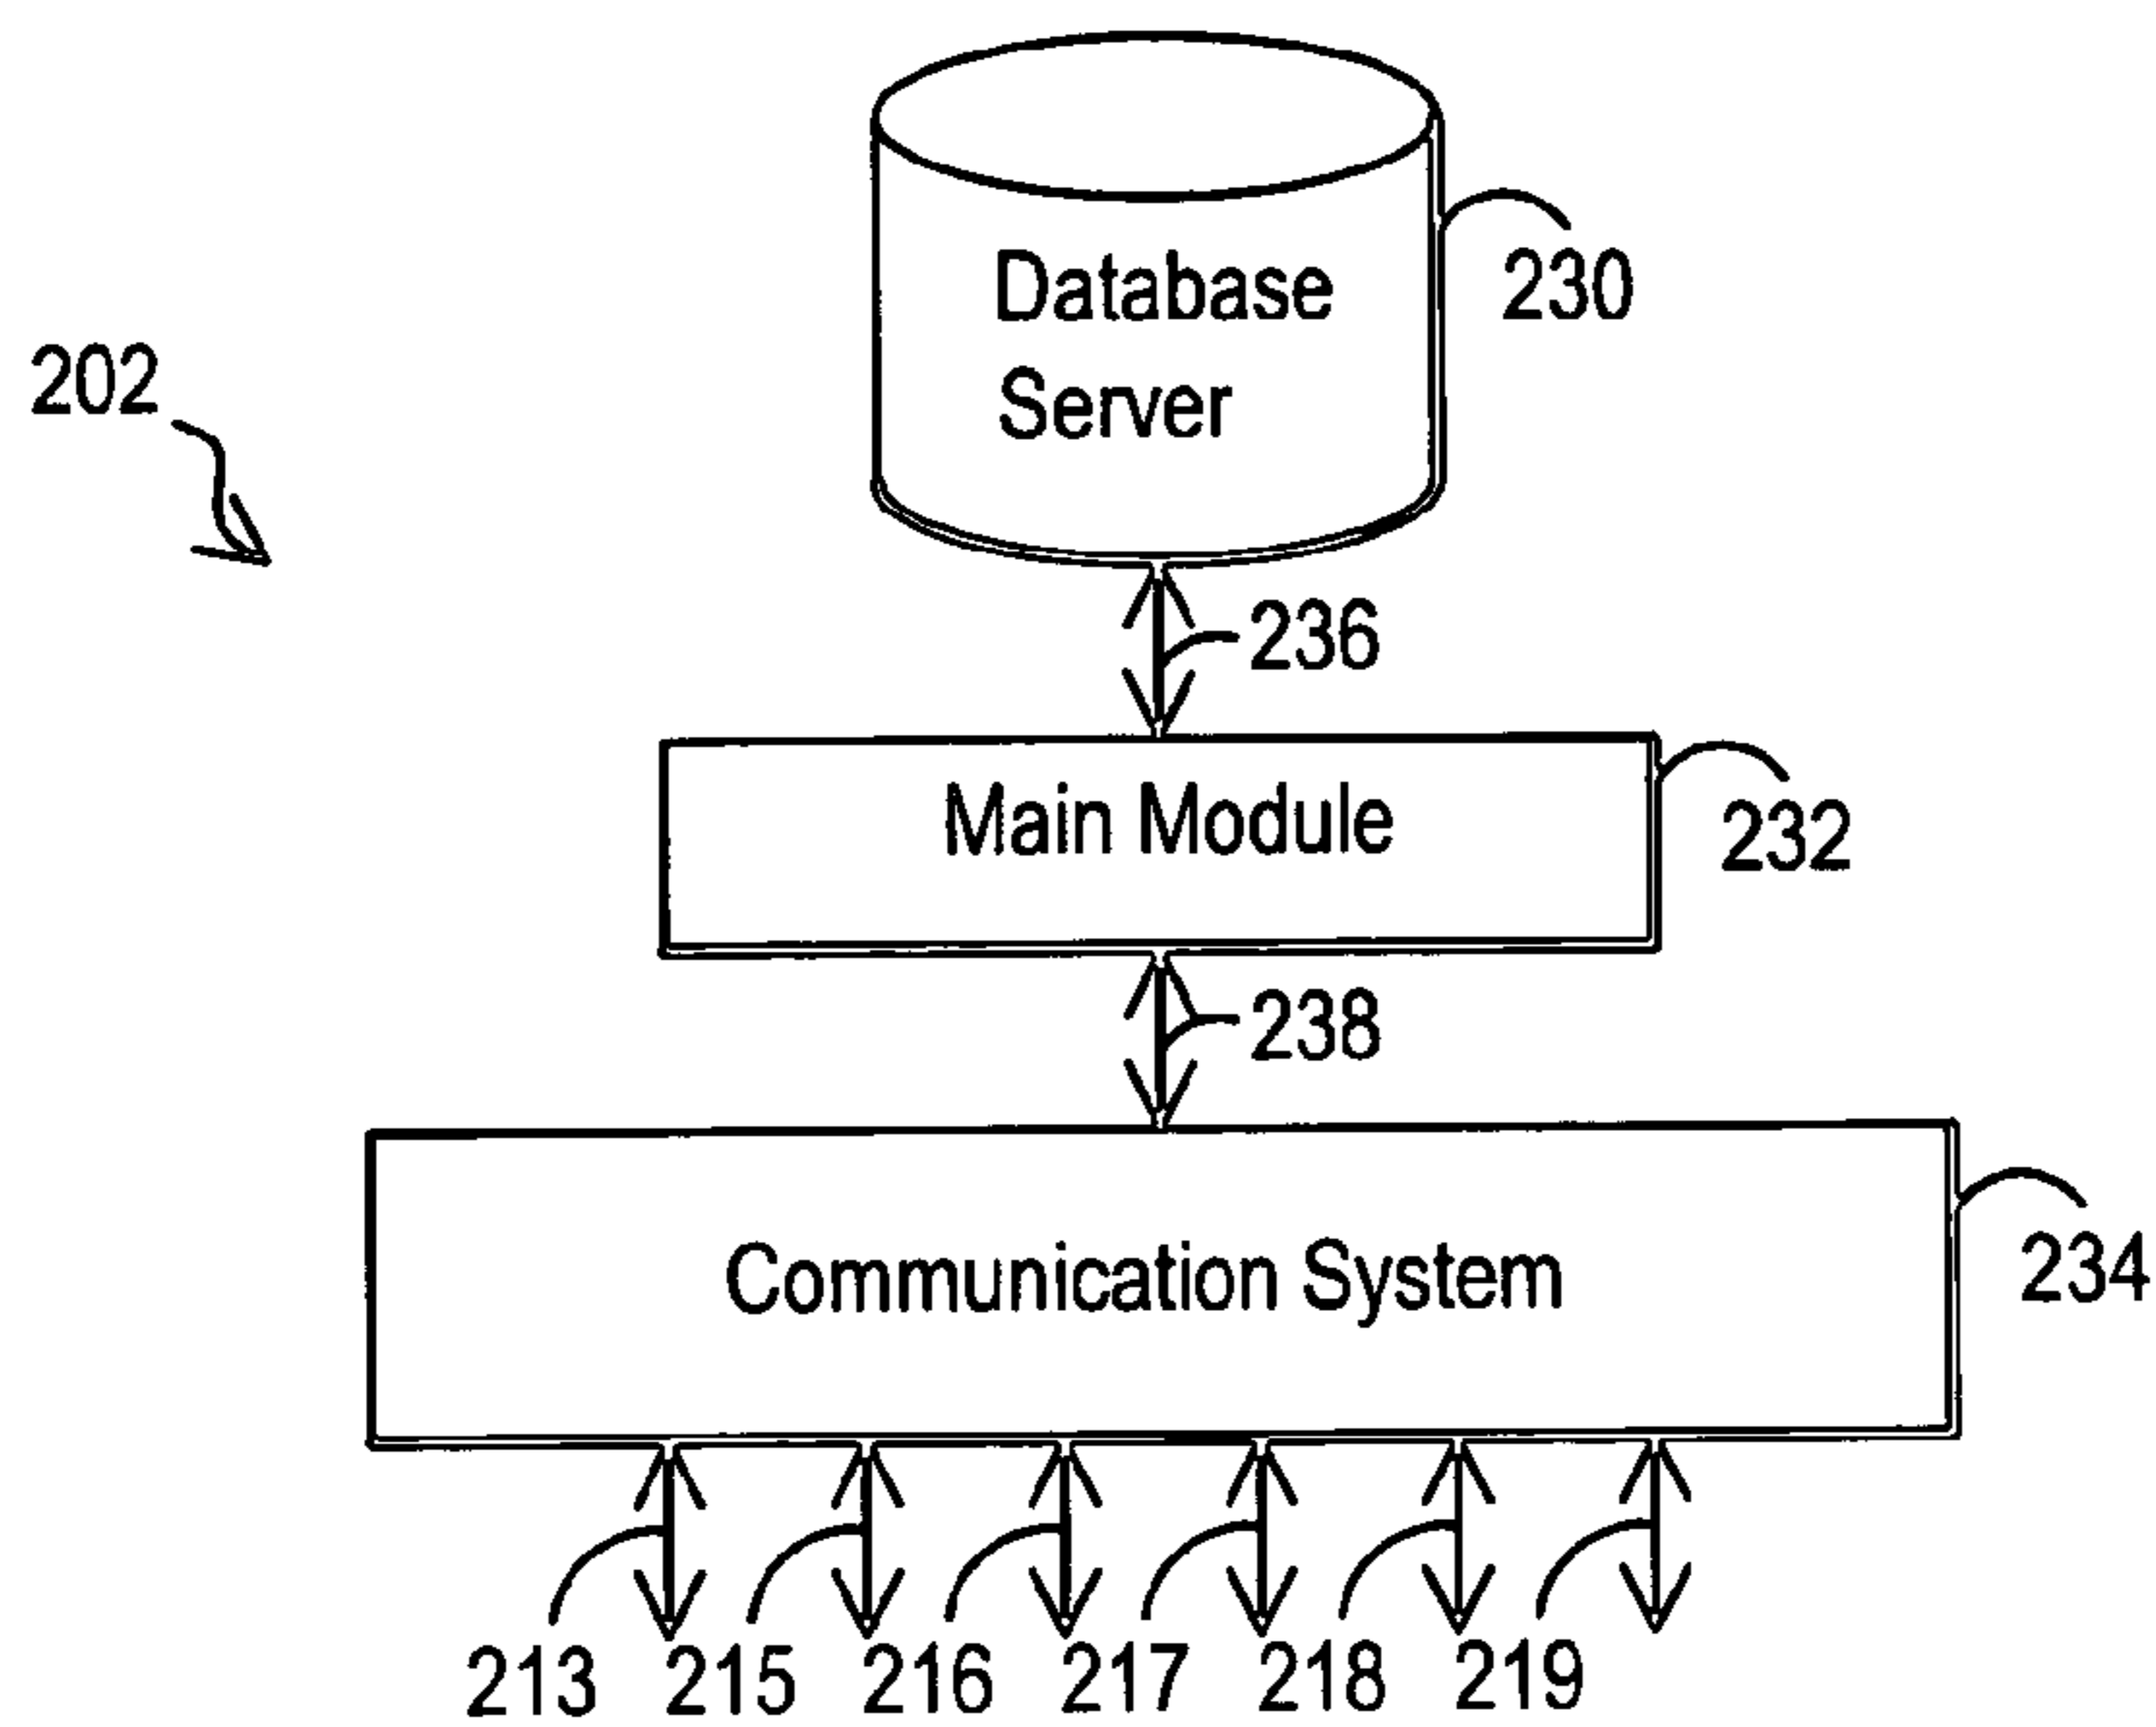 Database
Server
230
202
236
Main Module
232
238
Communication System
234
213 215 216 217 218 219